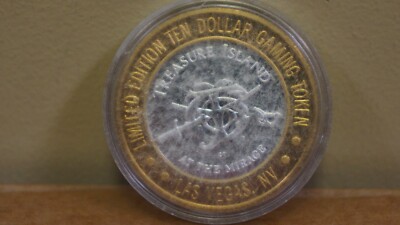 LIMITED EDITION TEN DOLLAR GAMING TOKEN
TREASURE ISLAND
AT THE MIRAGE
LAS VEGAS, NV